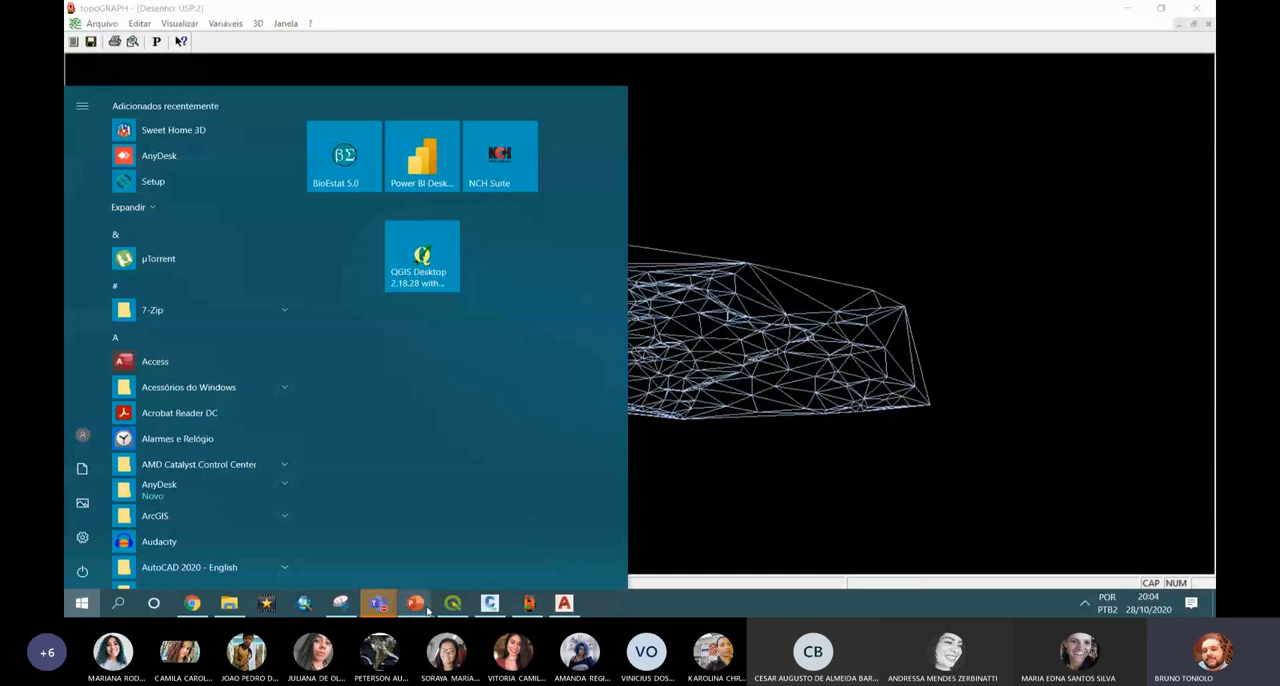 topoGRAPH - [Desenho: USP:2]
Arquivo Editar Visualizar Variáveis 3D Janela ?
P
Adicionados recentemente
Sweet Home 3D
AnyDesk
Setup
Expandir
&
µTorrent
#
7-Zip
A
Access
Acessórios do Windows
Acrobat Reader DC
Alarmes e Relógio
AMD Catalyst Control Center
AnyDesk
Novo
ArcGIS
Audacity
AutoCAD 2020 - English
ΒΣ
BioEstat 5.0
Power BI Desk...
NCH
NCH Suite
QGIS Desktop
2.18.28 with...
CAP NUM
POR
PTB2
20:04
28/10/2020
+6
VO
CB
MARIANA ROD...
CAMILA CAROL...
JOAO PEDRO D...
JULIANA DE OL...
PETERSON AU...
SORAYA MARIA...
VITORIA CAMIL...
AMANDA REGI...
VINICIUS DOS...
KAROLINA CHR...
CESAR AUGUSTO DE ALMEIDA BAR...
ANDRESSA MENDES ZERBINATTI
MARIA EDNA SANTOS SILVA
BRUNO TONIOLO